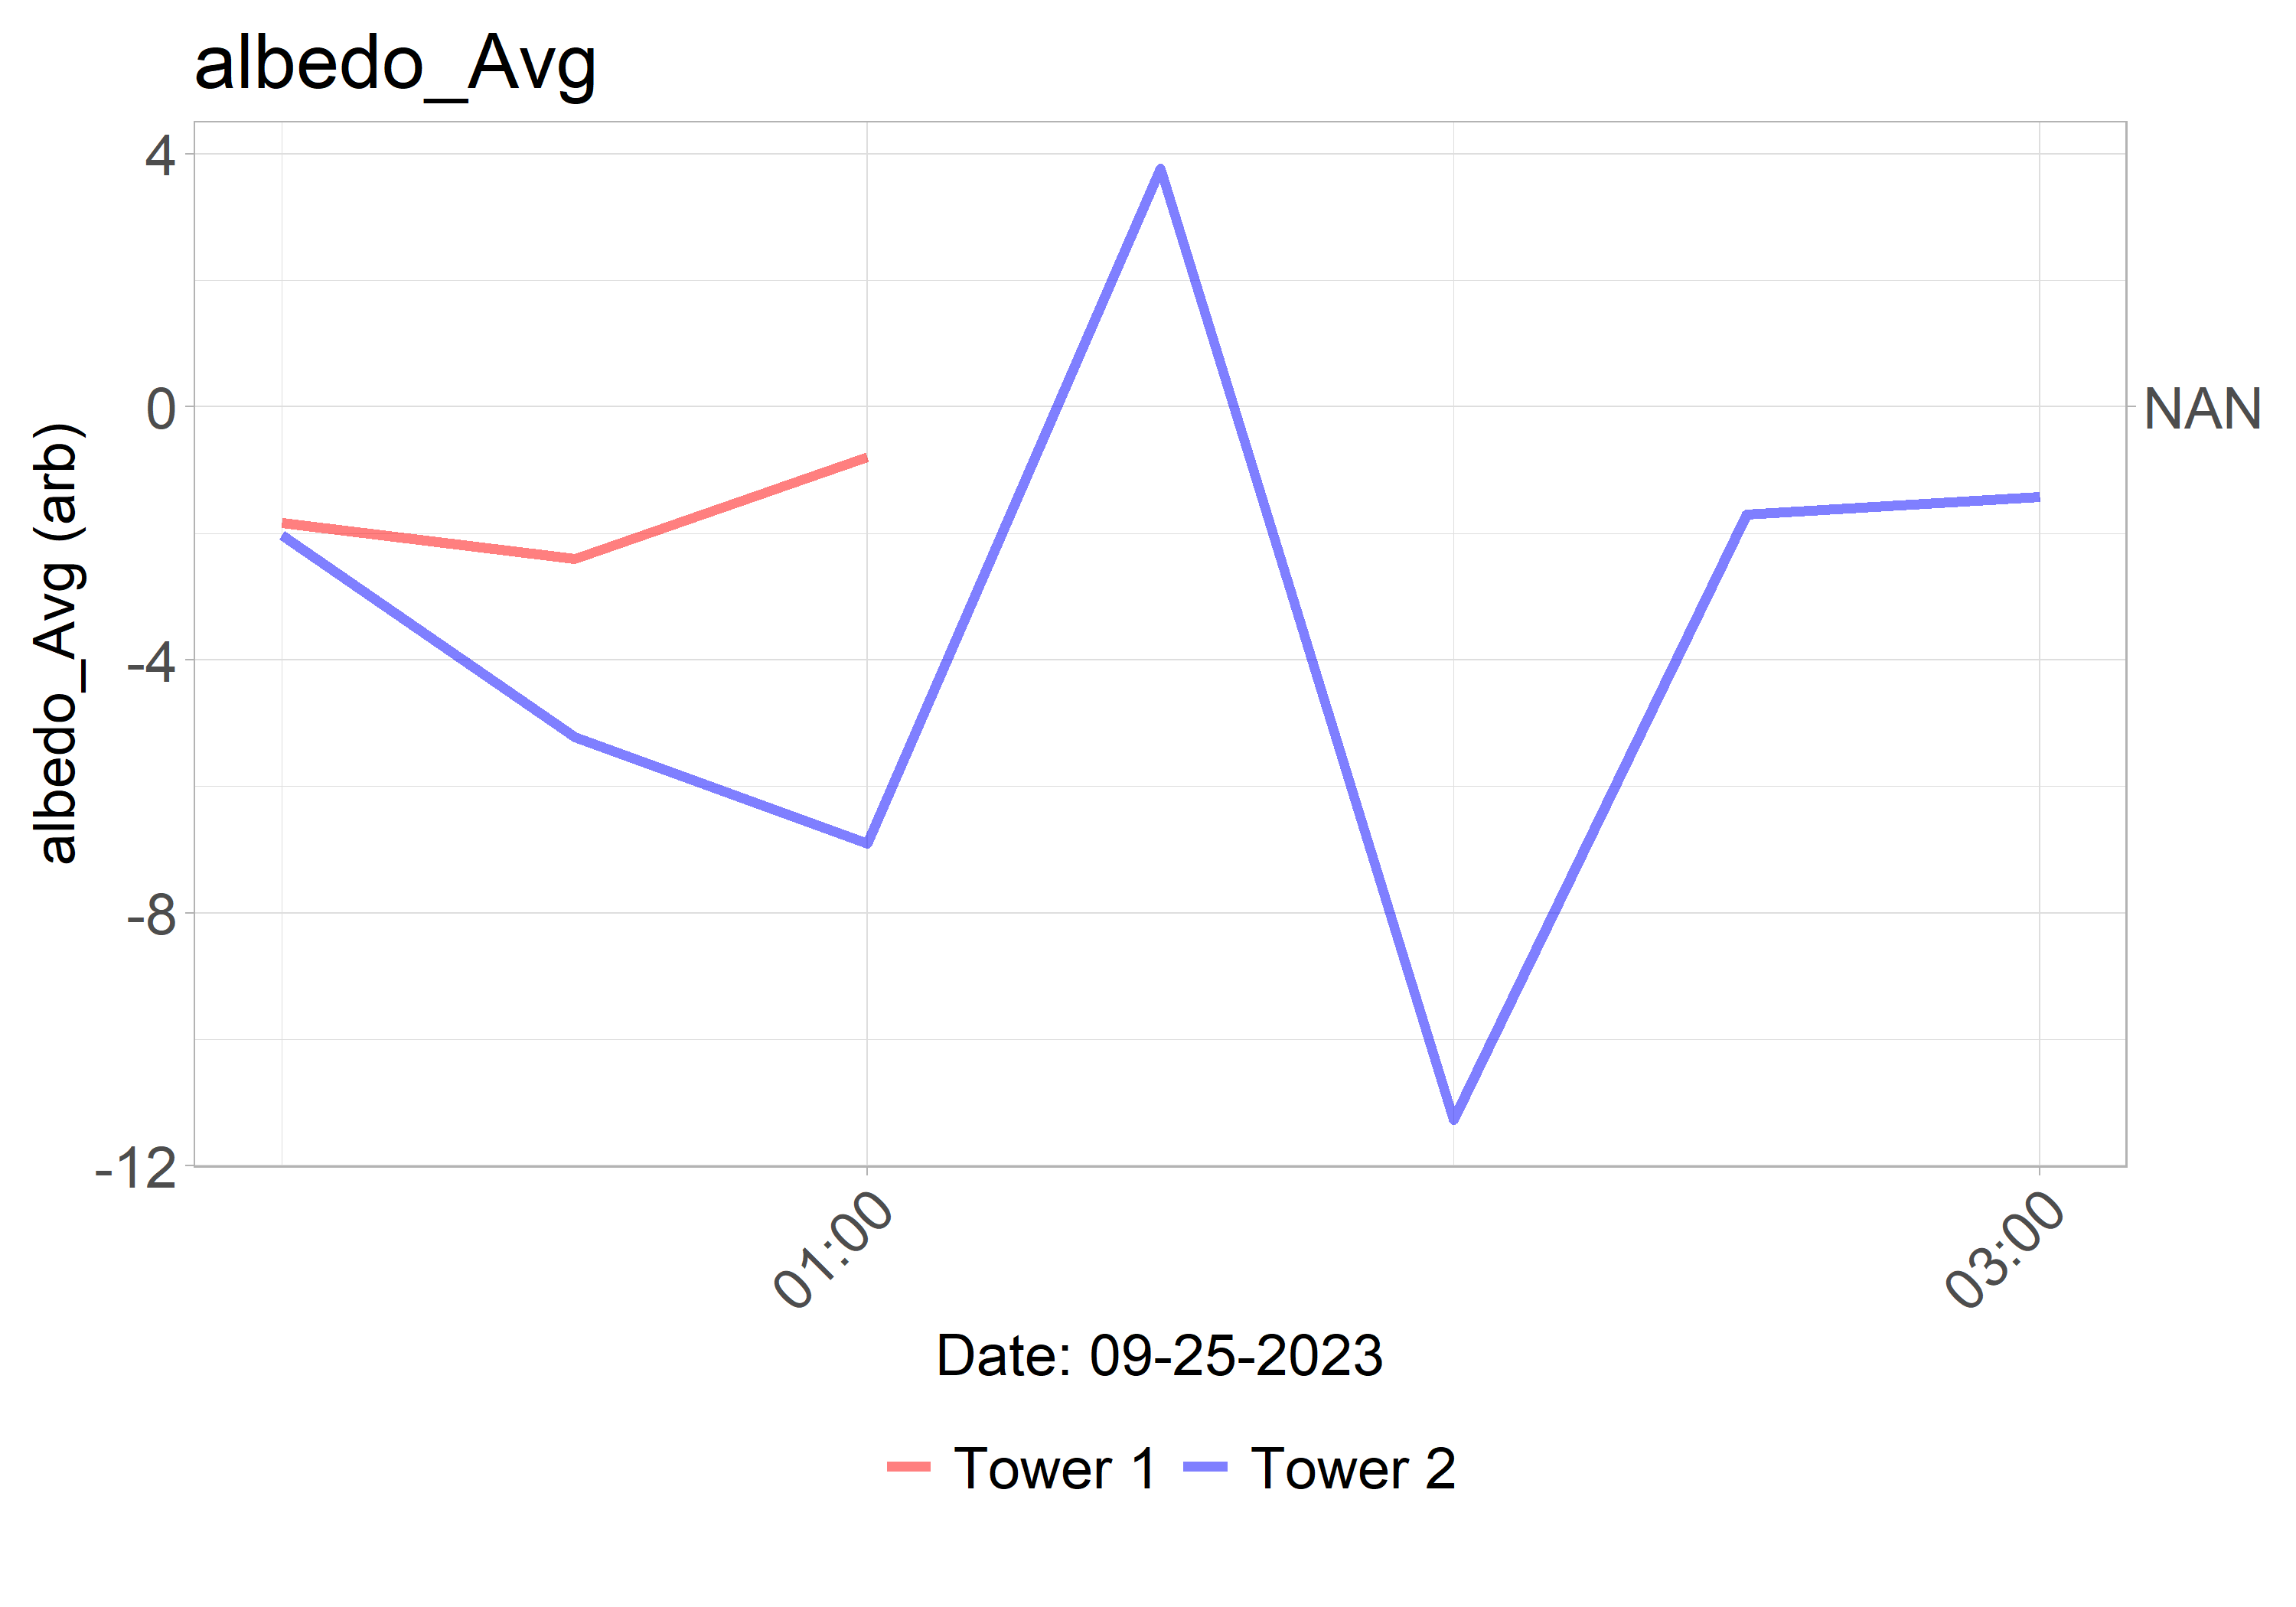 albedo_Avg
albedo_Avg (arb)
4
0
-4
-8
-12
NAN
01:00
03:00
Date: 09-25-2023
Tower 1
Tower 2